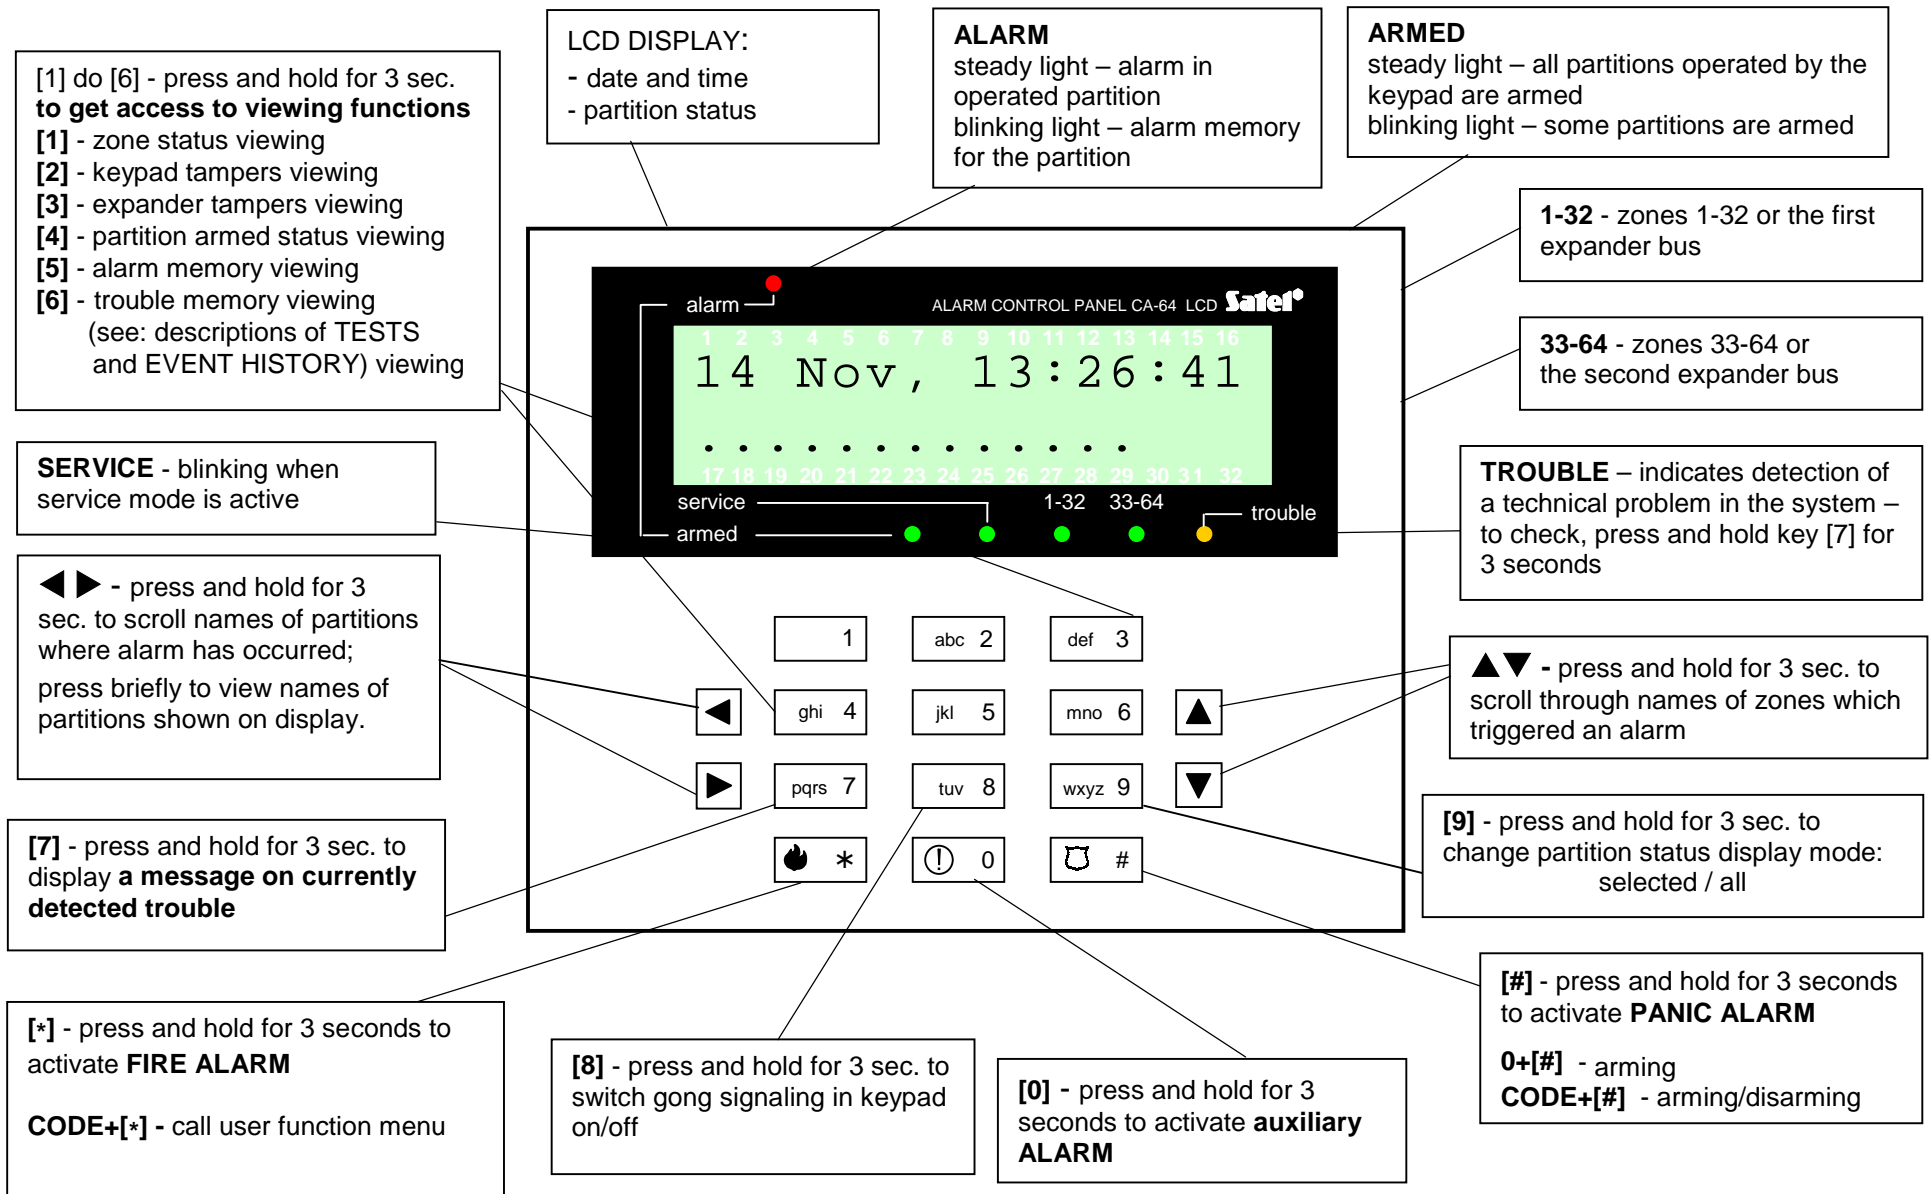 [1] do [6] - press and hold for 3 sec.
to get access to viewing functions
[1] - zone status viewing
[2] - keypad tampers viewing
[3] - expander tampers viewing
[4] - partition armed status viewing
[5] - alarm memory viewing
[6] - trouble memory viewing
(see: descriptions of TESTS
and EVENT HISTORY) viewing
LCD DISPLAY:
- date and time
- partition status
ALARM
steady light – alarm in
operated partition
blinking light – alarm memory
for the partition
ARMED
steady light – all partitions operated by the
keypad are armed
blinking light – some partitions are armed
1-32 - zones 1-32 or the first
expander bus
33-64 - zones 33-64 or
the second expander bus
SERVICE - blinking when
service mode is active
TROUBLE – indicates detection of
a technical problem in the system –
to check, press and hold key [7] for
3 seconds
alarm
ALARM CONTROL PANEL CA-64 LCD Satel
1 2 3 4 5 6 7 8 9 10 11 12 13 14 15 16
14 Nov, 13:26:41
. . . . . . . . . . . . .
17 18 19 20 21 22 23 24 25 26 27 28 29 30 31 32
service 1-32 33-64
trouble
armed
◀ ▶ - press and hold for 3
sec. to scroll names of partitions
where alarm has occurred;
press briefly to view names of
partitions shown on display.
1 abc 2 def 3
◀ ghi 4 jkl 5 mno 6 ▲
▶ pqrs 7 tuv 8 wxyz 9 ▼
* 0 #
▲▼ - press and hold for 3 sec. to
scroll through names of zones which
triggered an alarm
[7] - press and hold for 3 sec. to
display a message on currently
detected trouble
[9] - press and hold for 3 sec. to
change partition status display mode:
selected / all
[*] - press and hold for 3 seconds to
activate FIRE ALARM
CODE+[*] - call user function menu
[8] - press and hold for 3 sec. to
switch gong signaling in keypad
on/off
[0] - press and hold for 3
seconds to activate auxiliary
ALARM
[#] - press and hold for 3 seconds
to activate PANIC ALARM
0+[#] - arming
CODE+[#] - arming/disarming